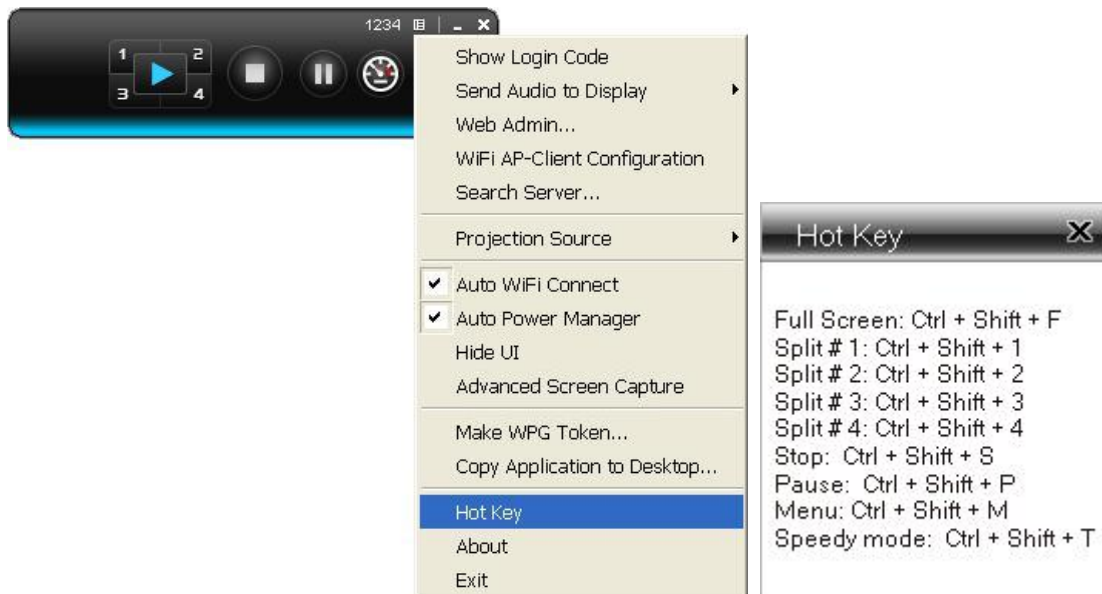 1234
1 2
3 4
Show Login Code
Send Audio to Display
Web Admin...
WiFi AP-Client Configuration
Search Server...
Projection Source
Auto WiFi Connect
Auto Power Manager
Hide UI
Advanced Screen Capture
Make WPG Token...
Copy Application to Desktop...
Hot Key
About
Exit
Hot Key
Full Screen: Ctrl + Shift + F
Split # 1: Ctrl + Shift + 1
Split # 2: Ctrl + Shift + 2
Split # 3: Ctrl + Shift + 3
Split # 4: Ctrl + Shift + 4
Stop: Ctrl + Shift + S
Pause: Ctrl + Shift + P
Menu: Ctrl + Shift + M
Speedy mode: Ctrl + Shift + T